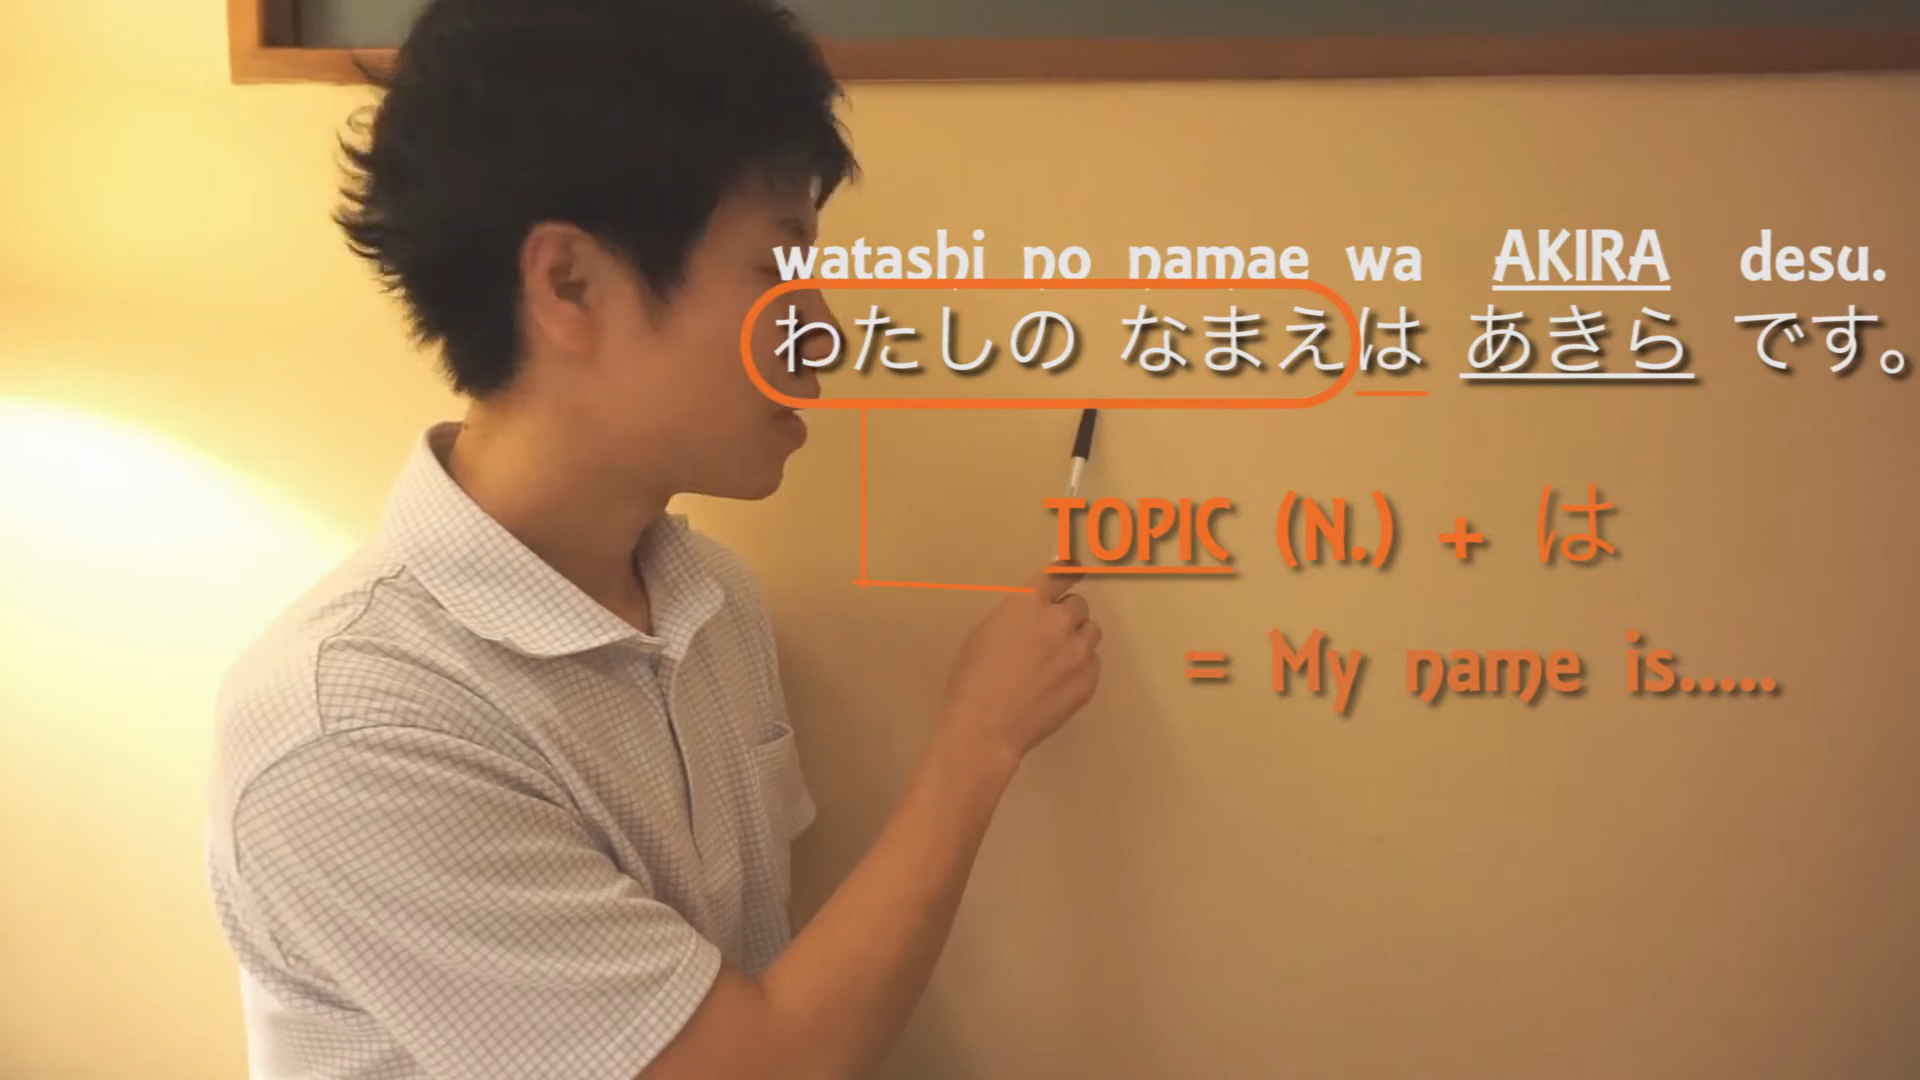 watashi no namae wa AKIRA desu.
わたしの なまえは あきら です。
TOPIC (N.) + は
= My name is.....